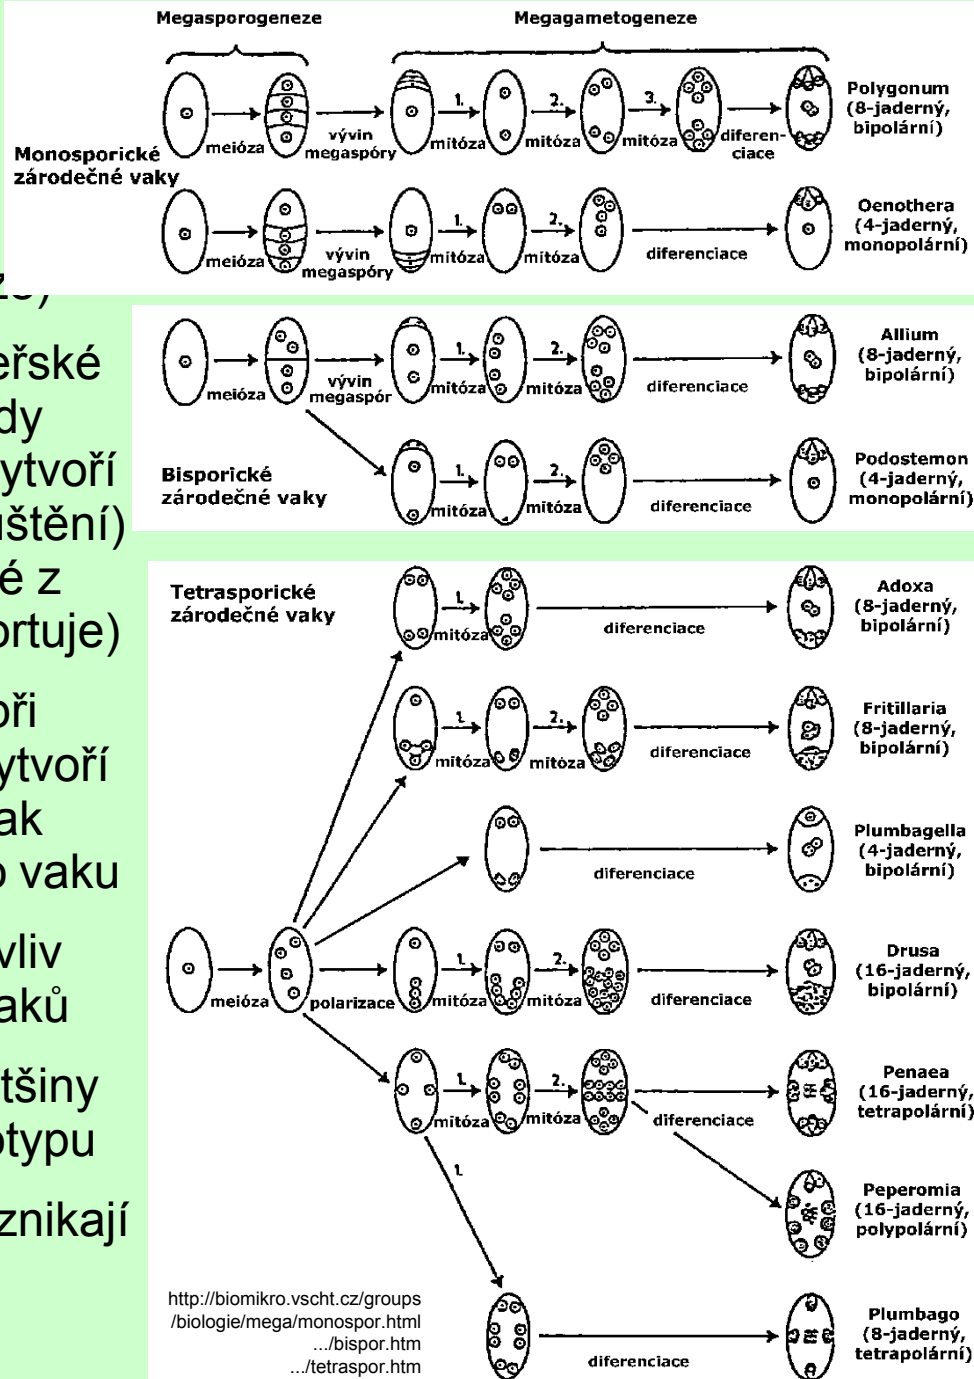 Megasporogeneze
Megagametogeneze
meióza
vývin
megaspóry
1.
mitóza
2.
mitóza
3.
mitóza
diferen-
ciace
Polygonum
(8-jaderný,
bipolární)
Monosporické
zárodečné vaky
meióza
vývin
megaspóry
1.
mitóza
2.
mitóza
diferenciace
Oenothera
(4-jaderný,
monopolární)
meióza
vývin
megaspór
1.
mitóza
2.
mitóza
diferenciace
Allium
(8-jaderný,
bipolární)
Bisporické
zárodečné vaky
1.
mitóza
2.
mitóza
diferenciace
Podostemon
(4-jaderný,
monopolární)
Tetrasporické
zárodečné vaky
1.
mitóza
diferenciace
Adoxa
(8-jaderný,
bipolární)
1.
mitóza
2.
mitóza
diferenciace
Fritillaria
(8-jaderný,
bipolární)
diferenciace
Plumbagella
(4-jaderný,
bipolární)
meióza
polarizace
1.
mitóza
2.
mitóza
diferenciace
Drusa
(16-jaderný,
bipolární)
1.
mitóza
2.
mitóza
diferenciace
Penaea
(16-jaderný,
tetrapolární)
Peperomia
(16-jaderný,
polypolární)
1.
diferenciace
Plumbago
(8-jaderný,
tetrapolární)
http://biomikro.vscht.cz/groups
/biologie/mega/monospor.html
.../bispor.htm
.../tetraspor.htm
eřské
dy
ytvoří
uštění)
é z
ortuje)
oři
ytvoří
ak
o vaku
vliv
aků
tšiny
otypu
znikají